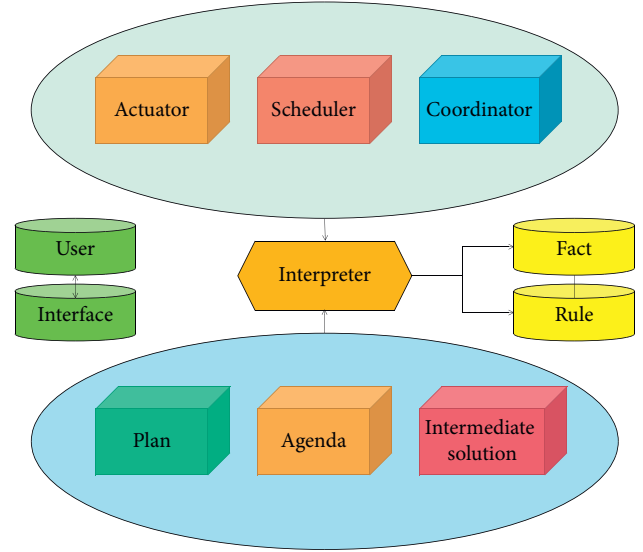 Actuator
Scheduler
Coordinator
User
Interface
Interpreter
Fact
Rule
Plan
Agenda
Intermediate
solution